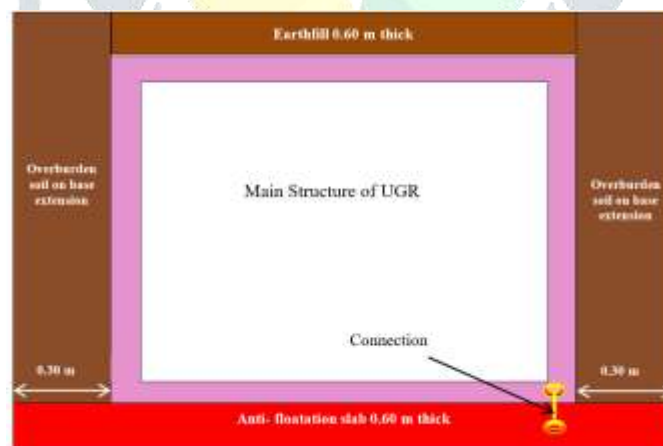 Earthfill 0.60 m thick
Overburden
soil on base
extension
Main Structure of UGR
Overburden
soil on base
extension
Connection
0.30 m
0.30 m
Anti- floatation slab 0.60 m thick